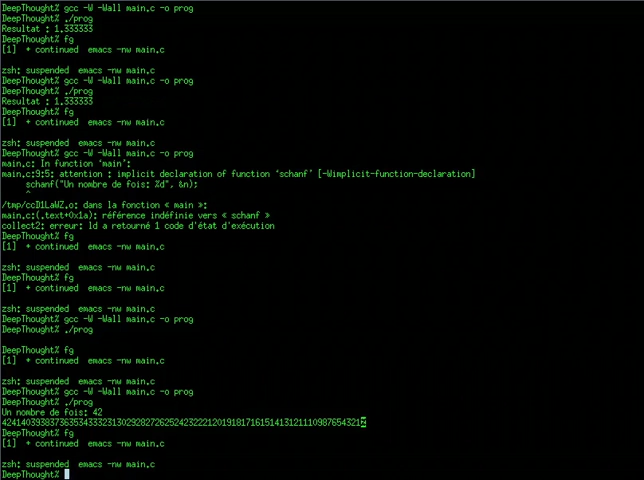 DeepThought% gcc -W -Wall main.c -o prog
DeepThought% ./prog
Resultat : 1.333333
DeepThought% fg
[1]  + continued  emacs -nw main.c
zsh: suspended  emacs -nw main.c
DeepThought% gcc -W -Wall main.c -o prog
DeepThought% ./prog
Resultat : 1.333333
DeepThought% fg
[1]  + continued  emacs -nw main.c
zsh: suspended  emacs -nw main.c
DeepThought% gcc -W -Wall main.c -o prog
main.c: In function ‘main’:
main.c:9:5: attention : implicit declaration of function ‘schanf’ [-Wimplicit-function-declaration]
schanf("Un nombre de fois: %d", &n);
^
/tmp/ccD1LaWZ.o: dans la fonction « main »:
main.c:(.text+0x1a): référence indéfinie vers « schanf »
collect2: erreur: ld a retourné 1 code d'état d'exécution
DeepThought% fg
[1]  + continued  emacs -nw main.c
zsh: suspended  emacs -nw main.c
DeepThought% fg
[1]  + continued  emacs -nw main.c
zsh: suspended  emacs -nw main.c
DeepThought% gcc -W -Wall main.c -o prog
DeepThought% ./prog
DeepThought% fg
[1]  + continued  emacs -nw main.c
zsh: suspended  emacs -nw main.c
DeepThought% gcc -W -Wall main.c -o prog
DeepThought% ./prog
Un nombre de fois: 42
424140393837363534333231302928272625242322212019181716151413121110987654321%
DeepThought% fg
[1]  + continued  emacs -nw main.c
zsh: suspended  emacs -nw main.c
DeepThought%